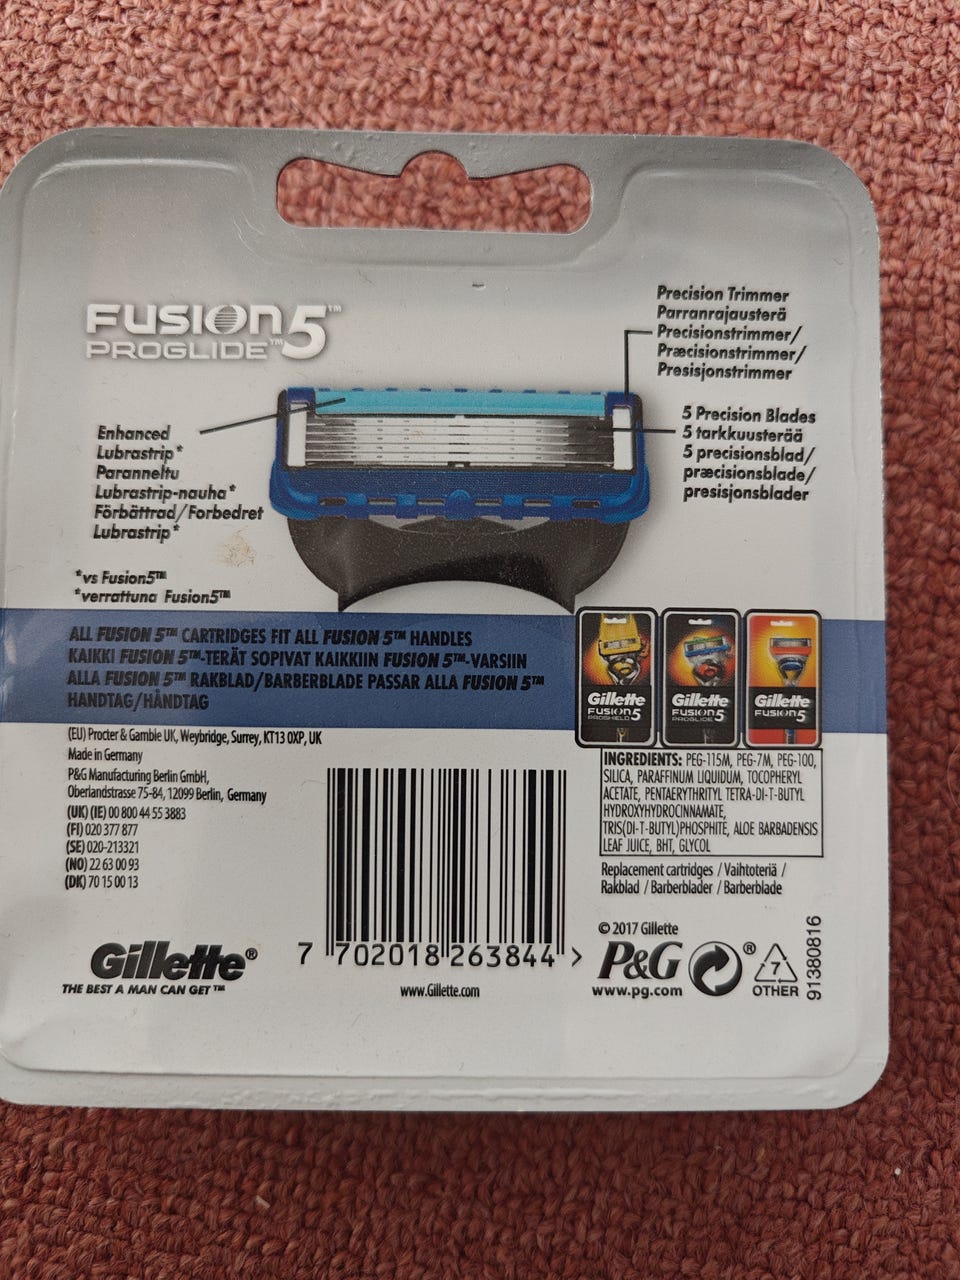 FUSION5™
PROGLIDE™
Precision Trimmer
Parranrajausterä
Precisionstrimmer/
Præcisionstrimmer/
Presisjonstrimmer
5 Precision Blades
5 tarkkuusterää
5 precisionsblad/
præcisionsblade/
presisjonsblader
Enhanced
Lubrastrip*
Paranneltu
Lubrastrip-nauha*
Förbättrad/Forbedret
Lubrastrip*
*vs Fusion5™
*verrattuna Fusion5™
ALL FUSION 5™ CARTRIDGES FIT ALL FUSION 5™ HANDLES
KAIKKI FUSION 5™-TERÄT SOPIVAT KAIKKIIN FUSION 5™-VARSIIN
ALLA FUSION 5™ RAKBLAD/BARBERBLADE PASSAR ALLA FUSION 5™
HANDTAG/HÅNDTAG
Gillette
FUSION5
PROSHIELD
Gillette
FUSION5
PROGLIDE
Gillette
FUSION5
(EU) Procter & Gamble UK, Weybridge, Surrey, KT13 0XP, UK
Made in Germany
P&G Manufacturing Berlin GmbH,
Oberlandstrasse 75-84, 12099 Berlin, Germany
(UK) (IE) 00 800 44 55 3883
(FI) 020 377 877
(SE) 020-213321
(NO) 22 63 00 93
(DK) 70 15 00 13
INGREDIENTS: PEG-115M, PEG-7M, PEG-100,
SILICA, PARAFFINUM LIQUIDUM, TOCOPHERYL
ACETATE, PENTAERYTHRITYL TETRA-DI-T-BUTYL
HYDROXYHYDROCINNAMATE,
TRIS(DI-T-BUTYL)PHOSPHITE, ALOE BARBADENSIS
LEAF JUICE, BHT, GLYCOL
Replacement cartridges / Vaihtoteriä /
Rakblad / Barberblader / Barberblade
Gillette®
THE BEST A MAN CAN GET™
7 702018 263844 >
www.Gillette.com
© 2017 Gillette
P&G
www.pg.com
®
7
OTHER
91380816